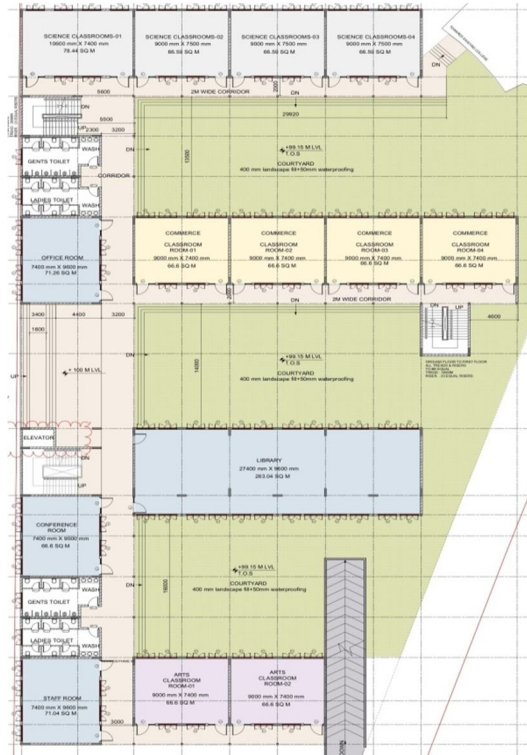 SCIENCE CLASSROOMS-01
10600 mm X 7400 mm
78.44 SQ M
SCIENCE CLASSROOMS-02
9000 mm X 7500 mm
66.59 SQ M
SCIENCE CLASSROOMS-03
9000 mm X 7500 mm
66.59 SQ M
SCIENCE CLASSROOMS-04
9000 mm X 7500 mm
66.59 SQ M
5600
2M WIDE CORRIDOR
2000
DN
DN
DN
5500
29820
UP
2300
3200
GENTS TOILET
WASH
CORRIDOR
LADIES TOILET
WASH
DN
13500
+99.15 M LVL
T.O.S
COURTYARD
400 mm landscape fill+50mm waterproofing
OFFICE ROOM
7400 mm X 9600 mm
71.26 SQ M
COMMERCE
CLASSROOM
ROOM-01
9000 mm X 7400 mm
66.6 SQ M
COMMERCE
CLASSROOM
ROOM-02
9000 mm X 7400 mm
66.6 SQ M
COMMERCE
CLASSROOM
ROOM-03
9000 mm X 7400 mm
66.6 SQ M
COMMERCE
CLASSROOM
ROOM-04
9000 mm X 7400 mm
66.6 SQ M
2M WIDE CORRIDOR
DN
3400
4400
3200
1800
DN
UP
4600
DN
+ 100 M LVL
UP
+99.15 M LVL
T.O.S
COURTYARD
400 mm landscape fill+50mm waterproofing
ELEVATOR
DN
UP
LIBRARY
27400 mm X 9600 mm
263.04 SQ M
CONFERENCE
ROOM
7400 mm X 9000 mm
66.6 SQ M
GENTS TOILET
WASH
LADIES TOILET
WASH
DN
+99.15 M LVL
T.O.S
COURTYARD
400 mm landscape fill+50mm waterproofing
STAFF ROOM
7400 mm X 9600 mm
71.04 SQ M
3000
ARTS
CLASSROOM
ROOM-01
9000 mm X 7400 mm
66.6 SQ M
ARTS
CLASSROOM
ROOM-02
9000 mm X 7400 mm
66.6 SQ M